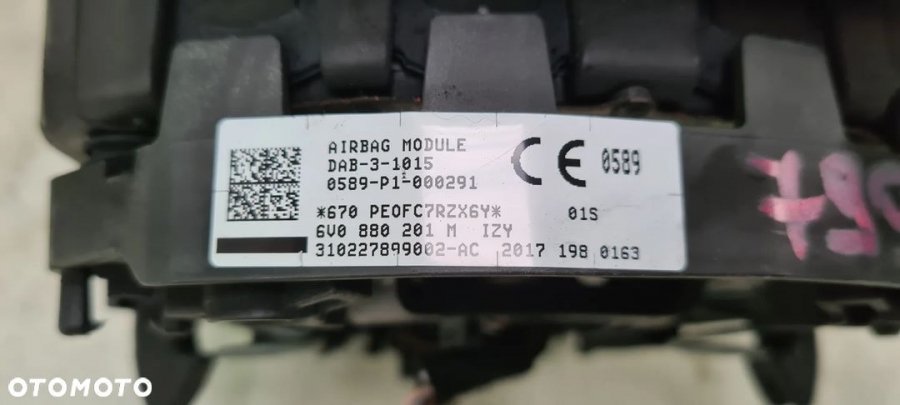 AIRBAG MODULE
DAB-3-1015
0589-P1-000291
CE 0589
*670 PEOFC7RZX6Y* 01S
6V0 880 201 M IZY
310227899002-AC 2017 198 0163
OTOMOTO